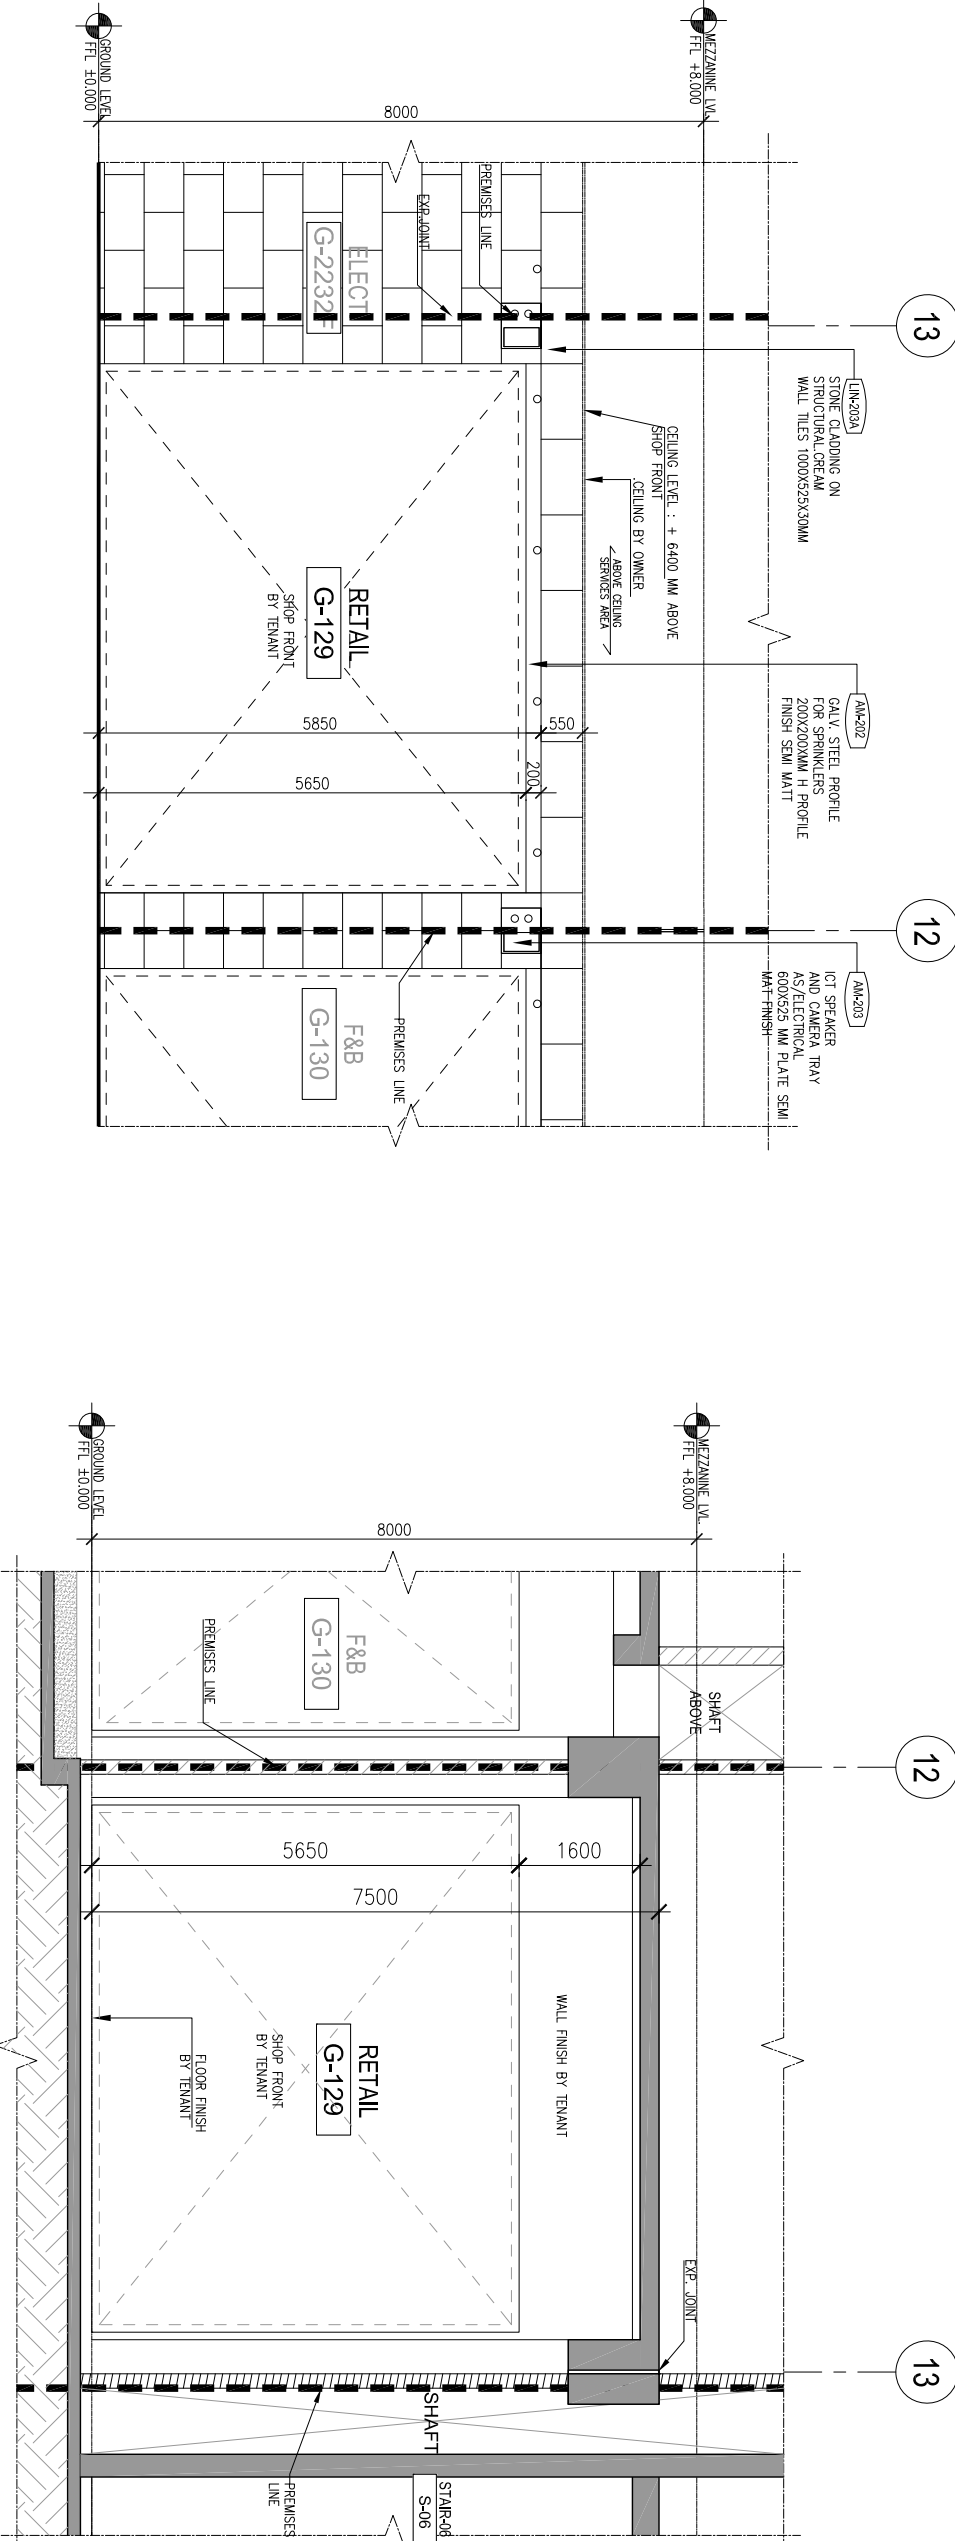 13
12
LIN-203A
STONE CLADDING ON
STRUCTURAL.CREAM
WALL TILES 1000X525X30MM
AM-202
GALV. STEEL PROFILE
FOR SPRINKLERS
200X200XMM H PROFILE
FINISH SEMI MATT
AM-203
ICT SPEAKER
AND CAMERA TRAY
AS/ELECTRICAL
600X525 MM PLATE SEMI
MAT FINISH
MEZZANINE LVL.
FFL +8.000
CEILING LEVEL : + 6400 MM ABOVE
SHOP FRONT
CEILING BY OWNER
ABOVE CEILING
SERVICES AREA
8000
PREMISES LINE
EXP.JOINT
ELECT
G-2232E
RETAIL
G-129
SHOP FRONT
BY TENANT
5850
550
5650
200
F&B
G-130
PREMISES LINE
GROUND LEVEL
FFL ±0.000
12
13
MEZZANINE LVL.
FFL +8.000
SHAFT
ABOVE
EXP. JOINT
8000
F&B
G-130
PREMISES LINE
5650
1600
7500
WALL FINISH BY TENANT
RETAIL
G-129
SHOP FRONT
BY TENANT
FLOOR FINISH
BY TENANT
SHAFT
STAIR-06
S-06
PREMISES
LINE
GROUND LEVEL
FFL ±0.000